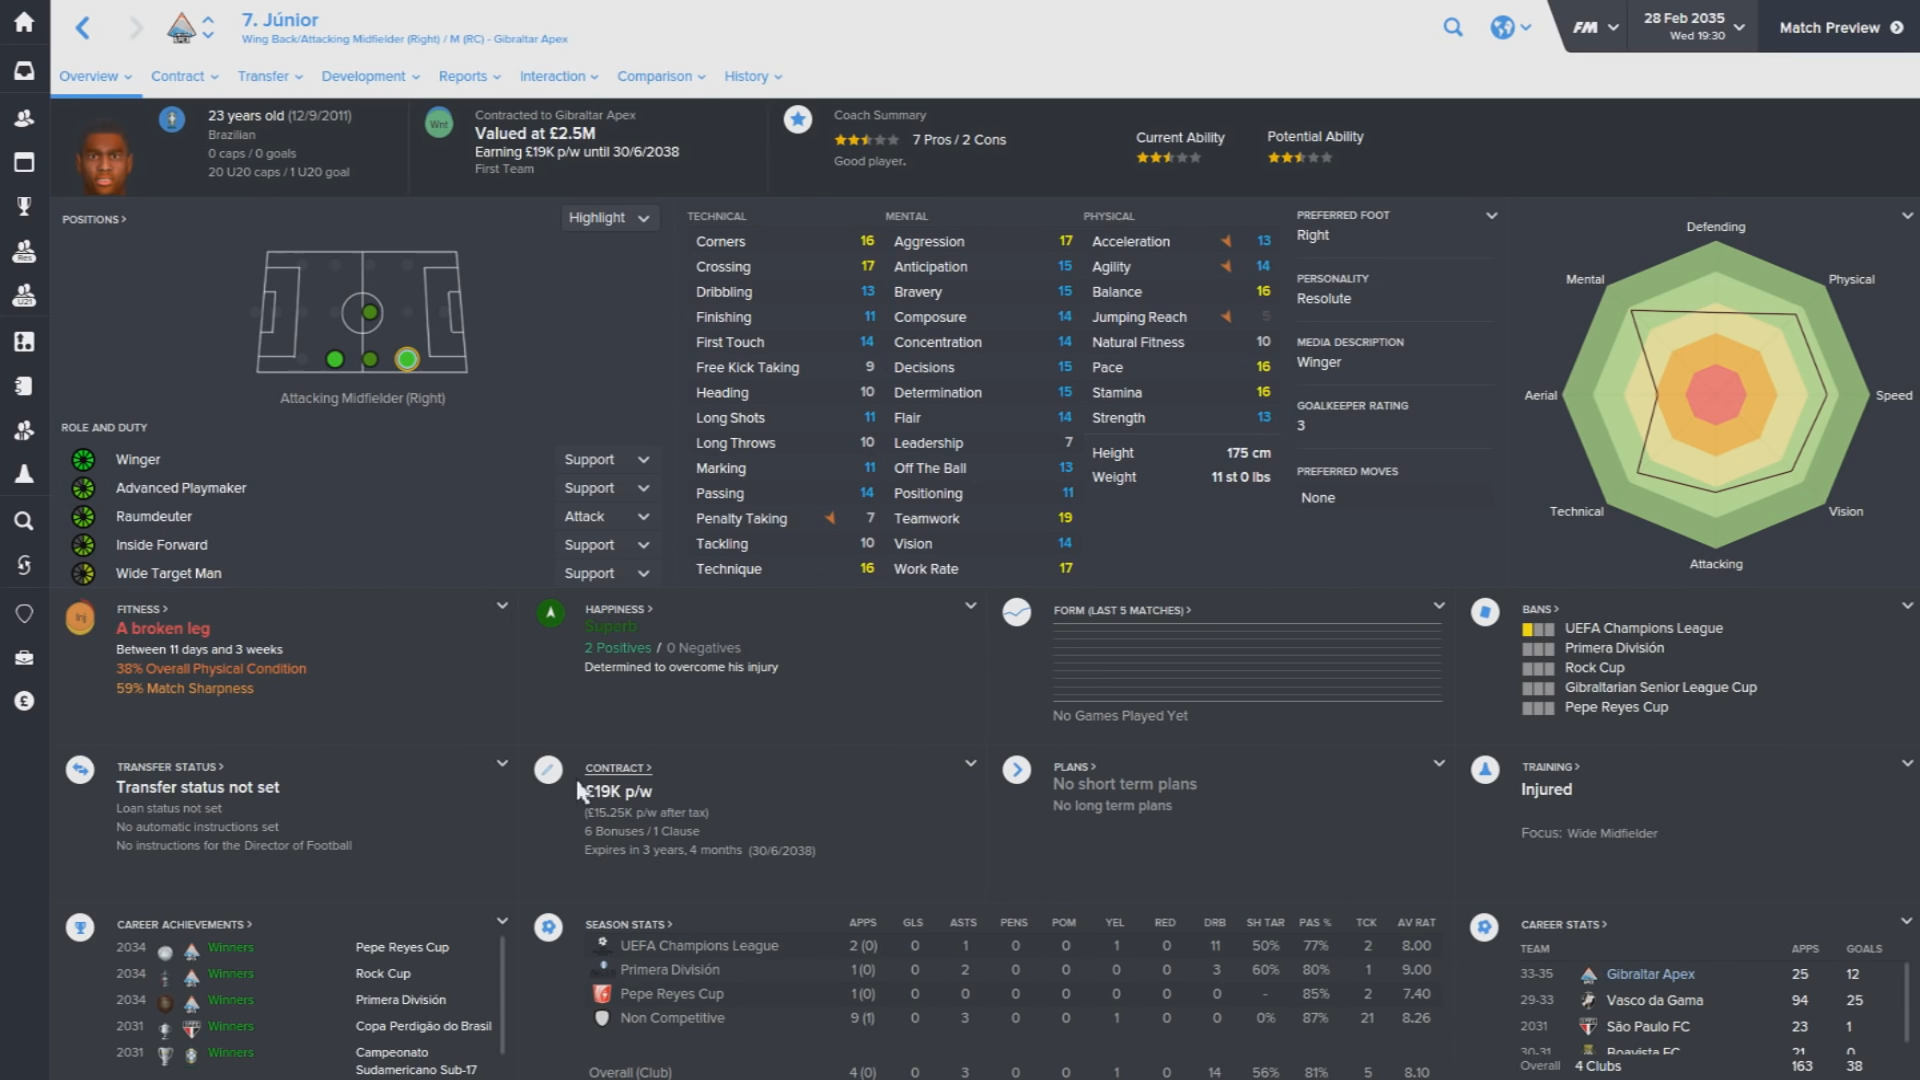 7. Júnior
Wing Back/Attacking Midfielder (Right) / M (RC) - Gibraltar Apex
FM
28 Feb 2035
Wed 19:30
Match Preview
Overview
Contract
Transfer
Development
Reports
Interaction
Comparison
History
23 years old (12/9/2011)
Brazilian
0 caps / 0 goals
20 U20 caps / 1 U20 goal
Wnt
Contracted to Gibraltar Apex
Valued at £2.5M
Earning £19K p/w until 30/6/2038
First Team
Coach Summary
7 Pros / 2 Cons
Good player.
Current Ability
Potential Ability
POSITIONS >
Highlight
Attacking Midfielder (Right)
ROLE AND DUTY
Winger Support
Advanced Playmaker Support
Raumdeuter Attack
Inside Forward Support
Wide Target Man Support
TECHNICAL
Corners 16
Crossing 17
Dribbling 13
Finishing 11
First Touch 14
Free Kick Taking 9
Heading 10
Long Shots 11
Long Throws 10
Marking 11
Passing 14
Penalty Taking 7
Tackling 10
Technique 16
MENTAL
Aggression 17
Anticipation 15
Bravery 15
Composure 14
Concentration 14
Decisions 15
Determination 15
Flair 14
Leadership 7
Off The Ball 13
Positioning 11
Teamwork 19
Vision 14
Work Rate 17
PHYSICAL
Acceleration 13
Agility 14
Balance 16
Jumping Reach 5
Natural Fitness 10
Pace 16
Stamina 16
Strength 13
Height 175 cm
Weight 11 st 0 lbs
PREFERRED FOOT
Right
PERSONALITY
Resolute
MEDIA DESCRIPTION
Winger
GOALKEEPER RATING
3
PREFERRED MOVES
None
Defending
Physical
Speed
Vision
Attacking
Technical
Aerial
Mental
Res
U21
Inj
FITNESS >
A broken leg
Between 11 days and 3 weeks
38% Overall Physical Condition
59% Match Sharpness
HAPPINESS >
Superb
2 Positives / 0 Negatives
Determined to overcome his injury
FORM (LAST 5 MATCHES) >
No Games Played Yet
BANS >
UEFA Champions League
Primera División
Rock Cup
Gibraltarian Senior League Cup
Pepe Reyes Cup
TRANSFER STATUS >
Transfer status not set
Loan status not set
No automatic instructions set
No instructions for the Director of Football
CONTRACT >
£19K p/w
(£15.25K p/w after tax)
6 Bonuses / 1 Clause
Expires in 3 years, 4 months (30/6/2038)
PLANS >
No short term plans
No long term plans
TRAINING >
Injured
Focus: Wide Midfielder
CAREER ACHIEVEMENTS >
2034 Winners Pepe Reyes Cup
2034 Winners Rock Cup
2034 Winners Primera División
2031 Winners Copa Perdigão do Brasil
2031 Winners Campeonato
Sudamericano Sub-17
SEASON STATS > APPS GLS ASTS PENS POM YEL RED DRB SH TAR PAS % TCK AV RAT
UEFA Champions League 2 (0) 0 1 0 0 1 0 11 50% 77% 2 8.00
Primera División 1 (0) 0 2 0 0 0 0 3 60% 80% 1 9.00
Pepe Reyes Cup 1 (0) 0 0 0 0 0 0 0 - 85% 2 7.40
Non Competitive 9 (1) 0 3 0 0 1 0 0 0% 87% 21 8.26
Overall (Club) 4 (0) 0 3 0 0 1 0 14 56% 81% 5 8.10
CAREER STATS >
TEAM APPS GOALS
33-35 Gibraltar Apex 25 12
29-33 Vasco da Gama 94 25
2031 São Paulo FC 23 1
30-31 Boavista FC 21 0
Overall 4 Clubs 163 38